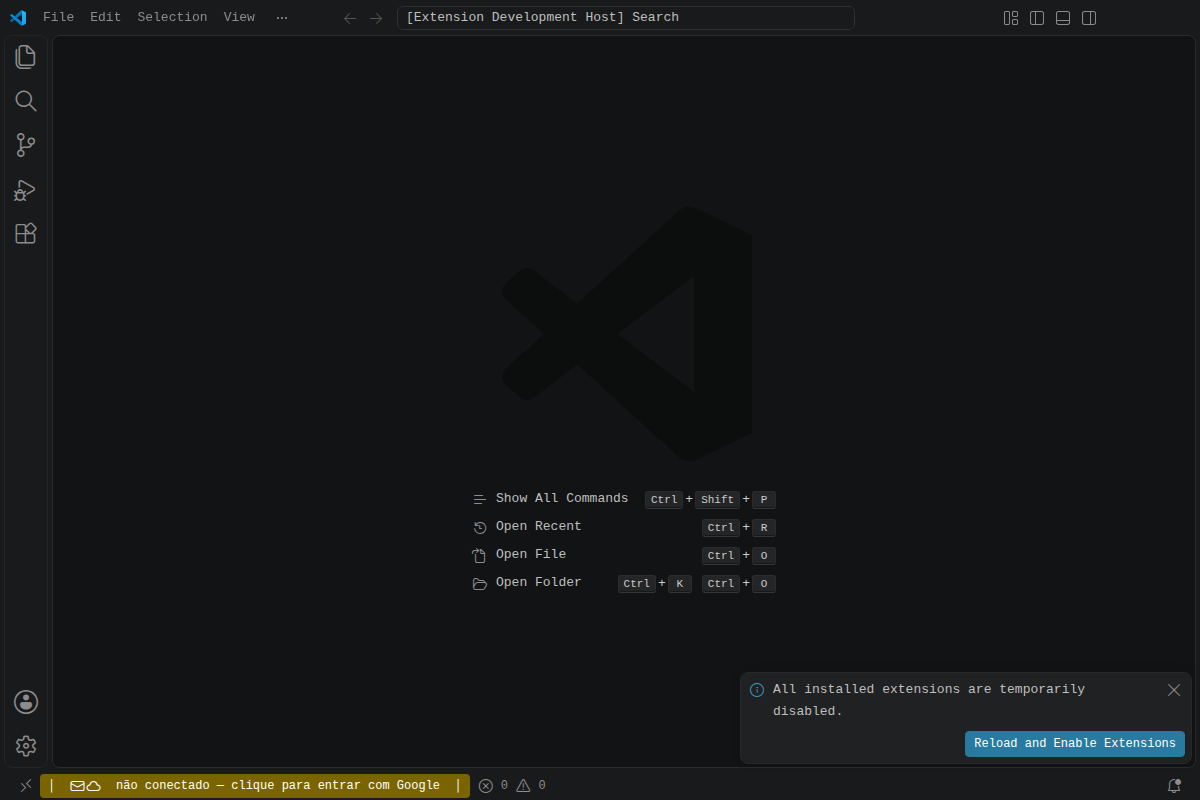 File Edit Selection View ···
[Extension Development Host] Search
Show All Commands Ctrl + Shift + P
Open Recent Ctrl + R
Open File Ctrl + O
Open Folder Ctrl + K Ctrl + O
All installed extensions are temporarily
disabled.
Reload and Enable Extensions
| não conectado — clique para entrar com Google | 0 0